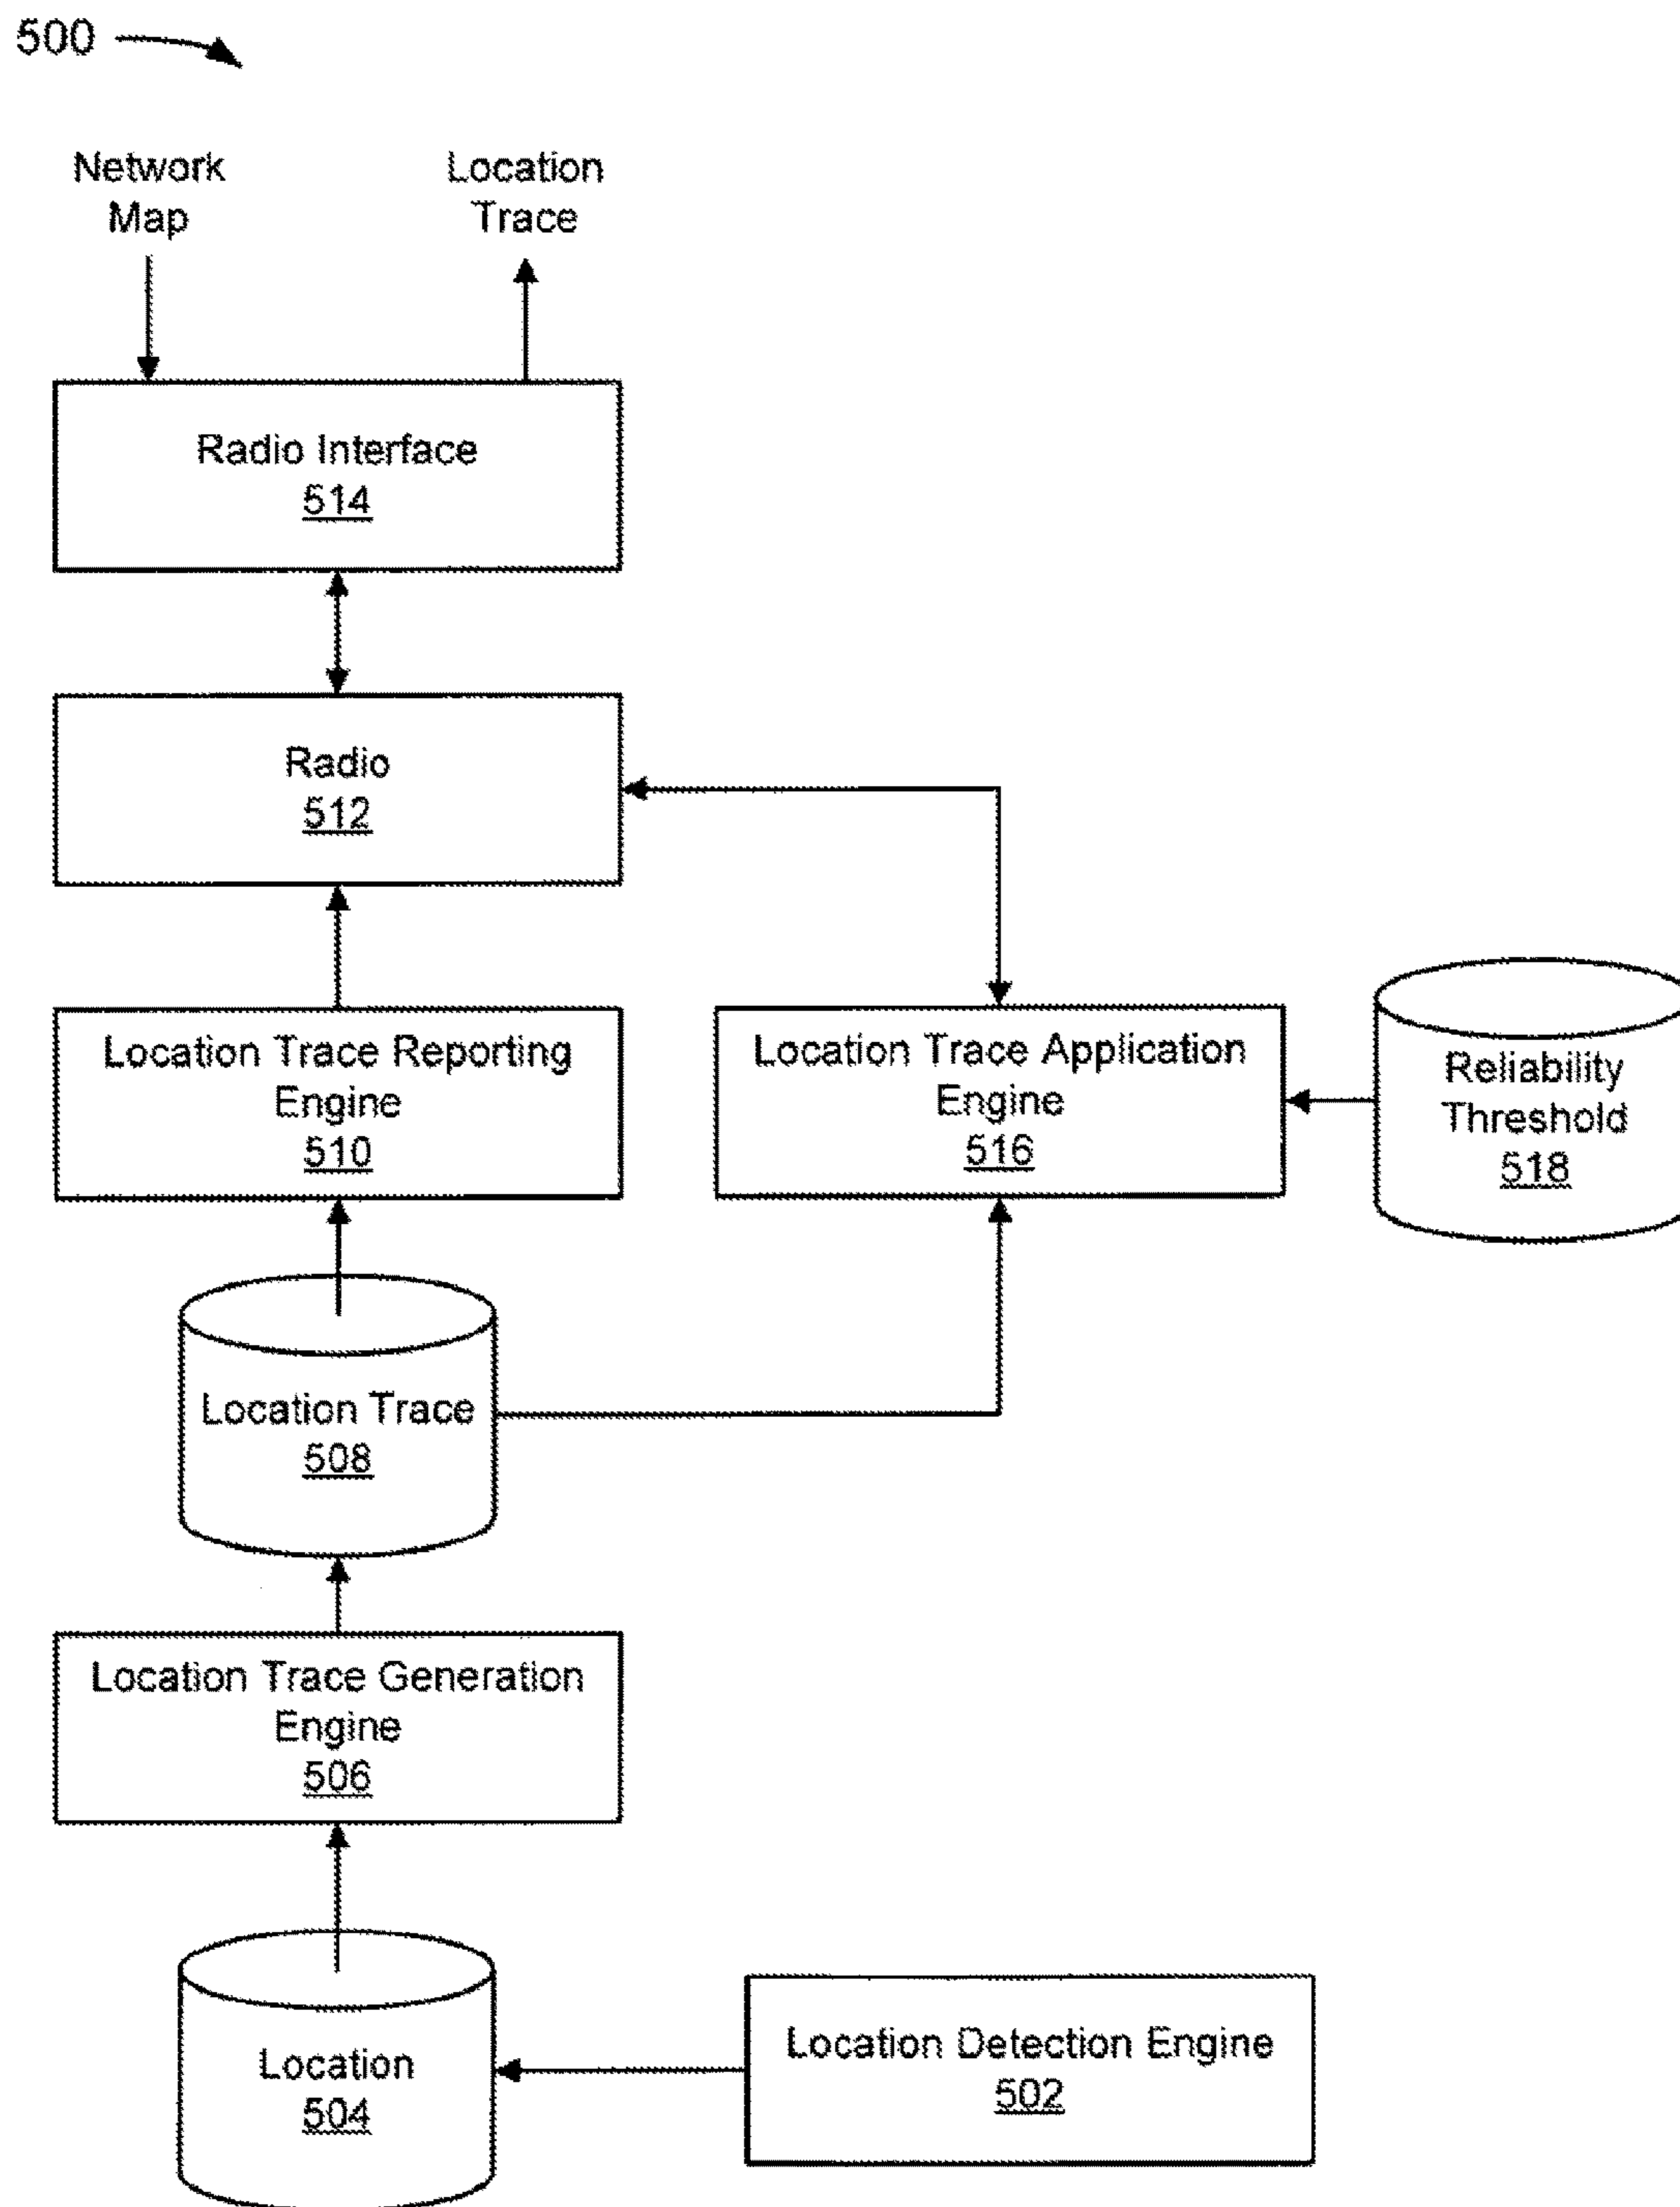 500
Network
Map
Location
Trace
Radio Interface
514
Radio
512
Location Trace Reporting
Engine
510
Location Trace Application
Engine
516
Reliability
Threshold
518
Location Trace
508
Location Trace Generation
Engine
506
Location
504
Location Detection Engine
502